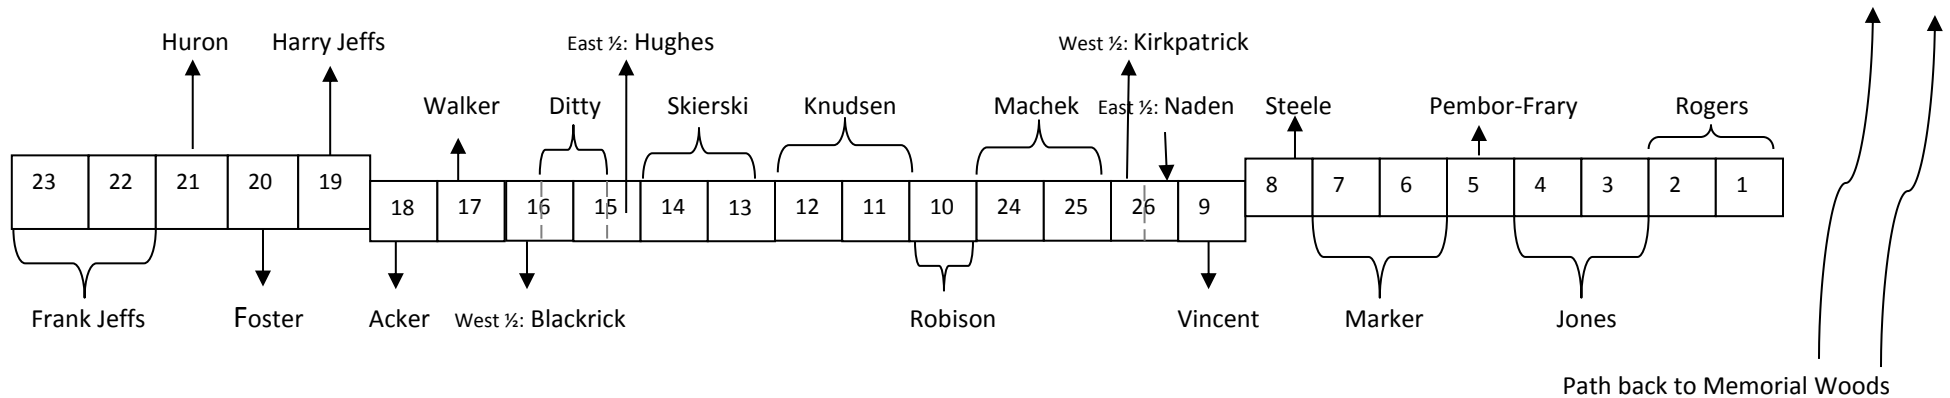 Huron Harry Jeffs East ½: Hughes West ½: Kirkpatrick
Walker Ditty Skierski Knudsen Machek East ½: Naden Steele Pembor-Frary Rogers
23 22 21 20 19 18 17 16 15 14 13 12 11 10 24 25 26 9 8 7 6 5 4 3 2 1
Frank Jeffs Foster Acker West ½: Blackrick Robison Vincent Marker Jones
Path back to Memorial Woods